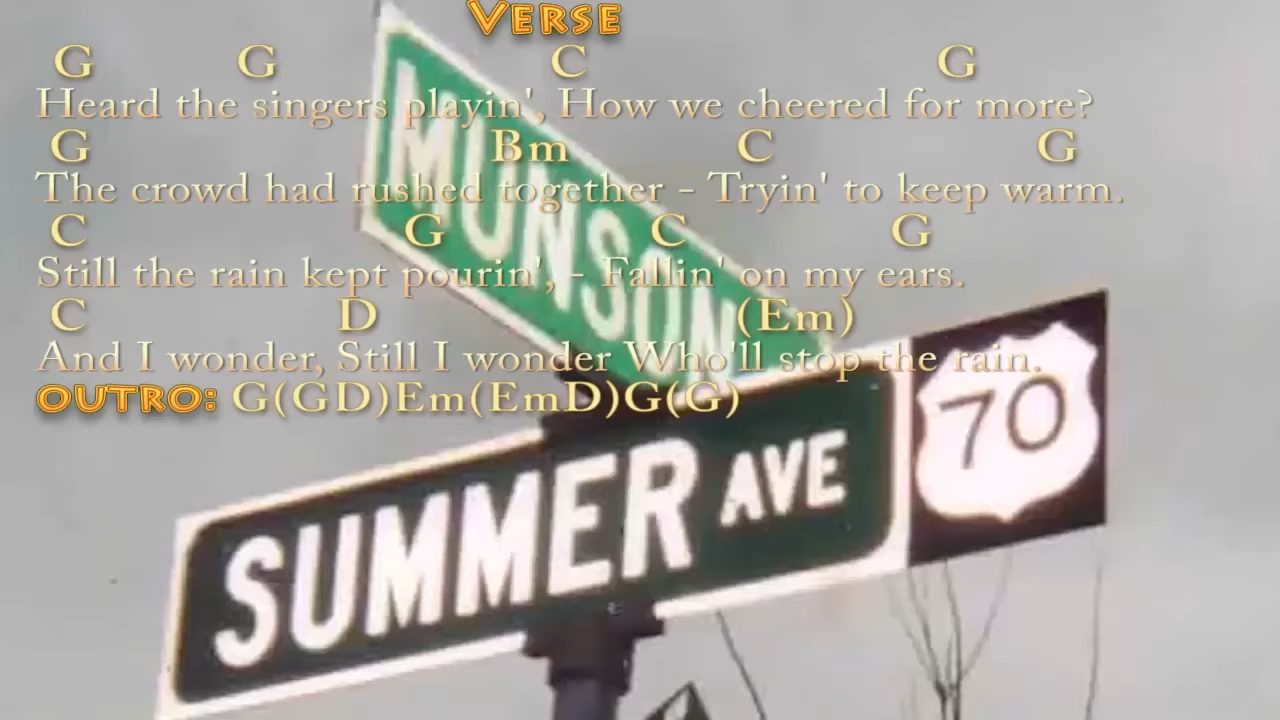 VERSE
G G C G
Heard the singers playin', How we cheered for more?
G Bm C G
The crowd had rushed together - Tryin' to keep warm.
C G C G
Still the rain kept pourin', - Fallin' on my ears.
C D (Em)
And I wonder, Still I wonder Who'll stop the rain.
OUTRO: G(GD)Em(EmD)G(G)
MUNSON
SUMMER AVE 70